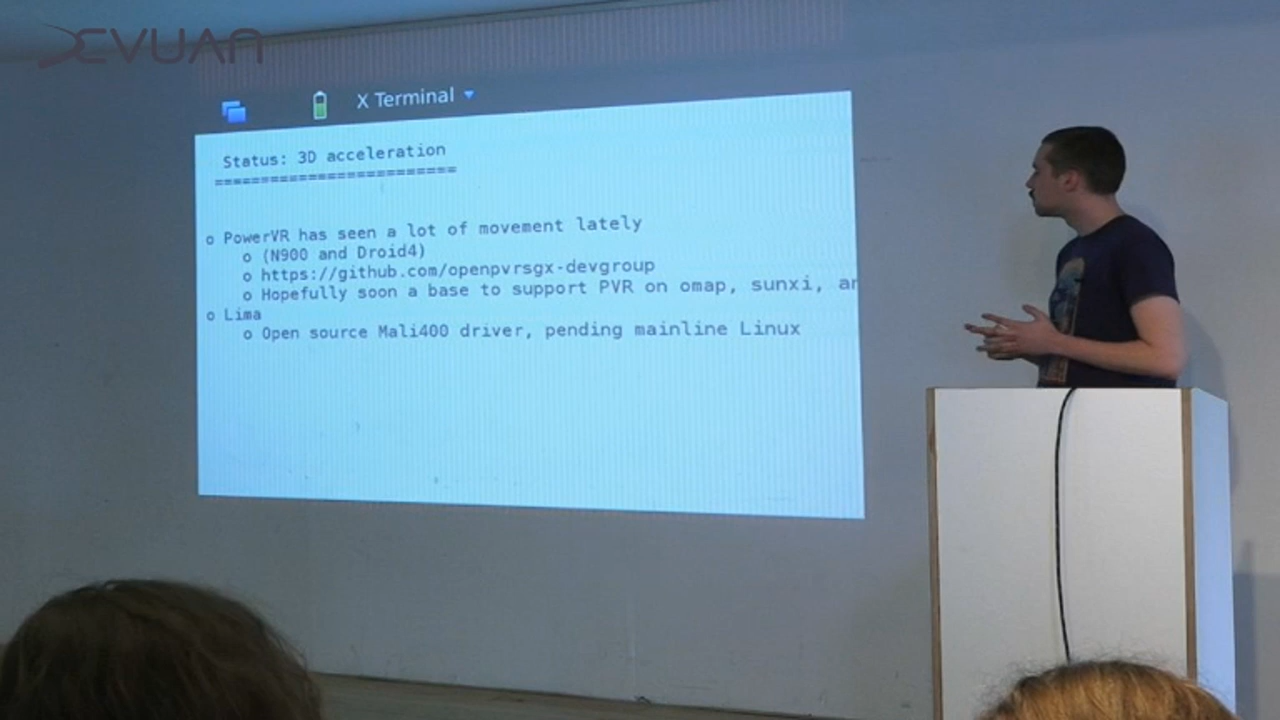 DEVUAN
X Terminal
Status: 3D acceleration
==========================
o PowerVR has seen a lot of movement lately
o (N900 and Droid4)
o https://github.com/openpvrsgx-devgroup
o Hopefully soon a base to support PVR on omap, sunxi, ar
o Lima
o Open source Mali400 driver, pending mainline Linux